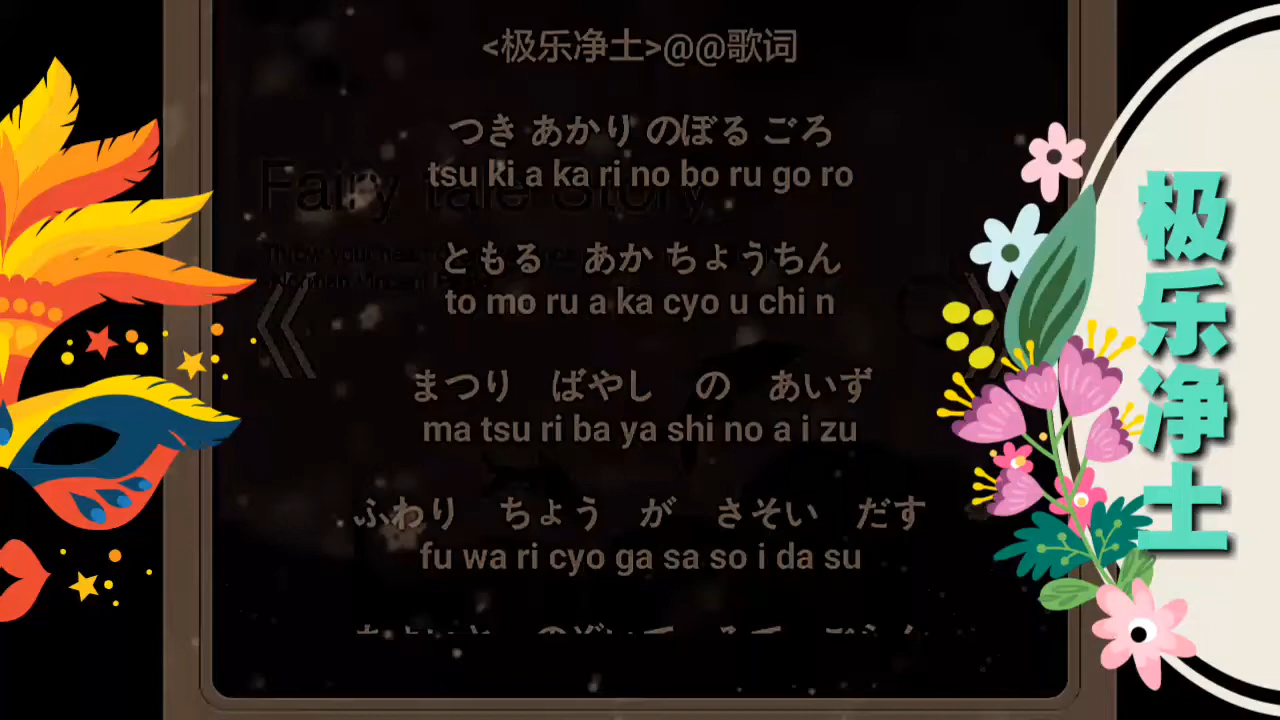 <极乐净土>@@歌词
つき あかり のぼる ごろ
tsu ki a ka ri no bo ru go ro
Fairy Tale Story
ともる あか ちょうちん
to mo ru a ka cyo u chi n
まつり ばやし の あいず
ma tsu ri ba ya shi no a i zu
ふわり ちょう が さそい だす
fu wa ri cyo ga sa so i da su
极乐净土